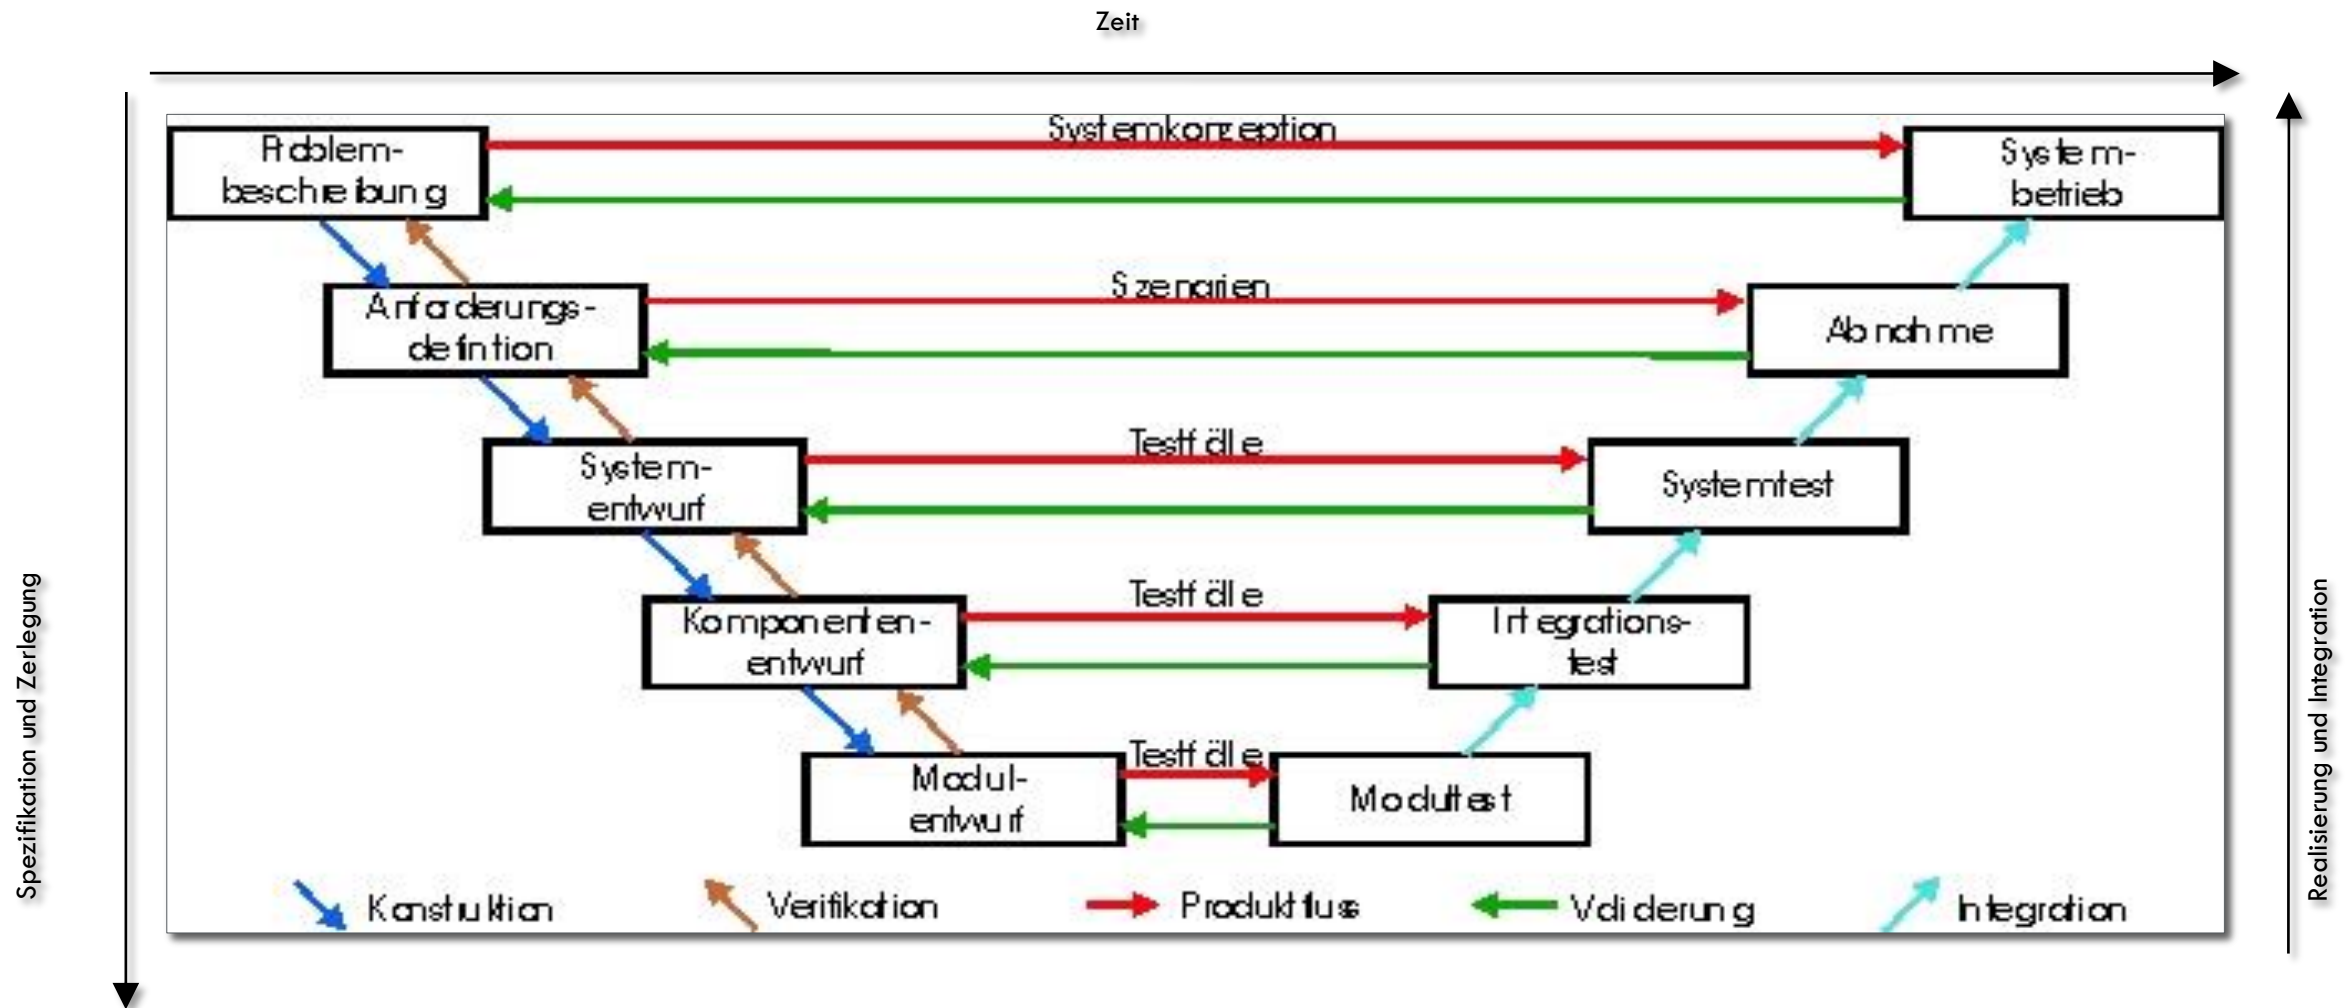 Zeit
Systemkonzeption
Problem-
beschreibung
System-
betrieb
Szenarien
Anforderungs-
definition
Abnahme
Testfälle
System-
entwurf
Systemtest
Testfälle
Komponenten-
entwurf
Integrations-
test
Testfälle
Modul-
entwurf
Modultest
Konstruktion
Verifikation
Produktfluss
Validierung
Integration
Spezifikation und Zerlegung
Realisierung und Integration